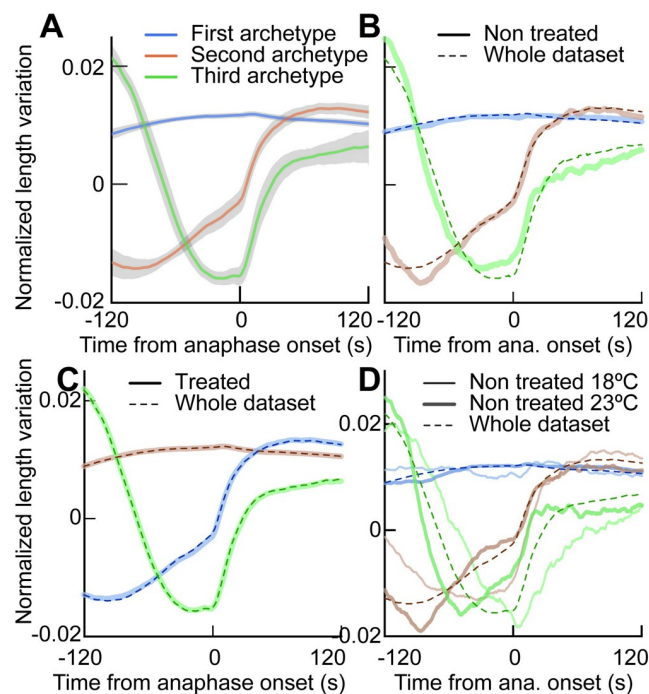 A
First archetype
Second archetype
Third archetype
Normalized length variation
0.02
0
-0.02
-120
0
120
Time from anaphase onset (s)
B
Non treated
Whole dataset
-120
0
120
Time from ana. onset (s)
C
Treated
Whole dataset
Normalized length variation
0.02
0
-0.02
-120
0
120
Time from anaphase onset (s)
D
Non treated 18ºC
Non treated 23ºC
Whole dataset
0.02
0
-0.02
-120
0
120
Time from ana. onset (s)